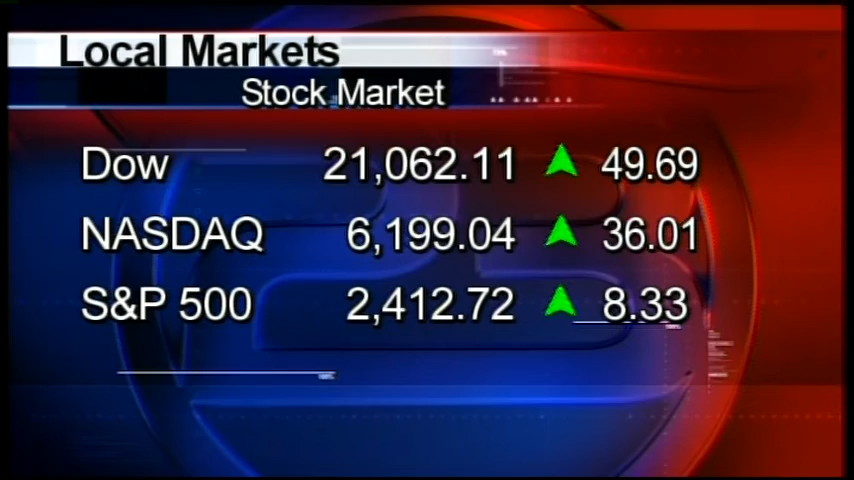 Local Markets
Stock Market
Dow 21,062.11 49.69
NASDAQ 6,199.04 36.01
S&P 500 2,412.72 8.33